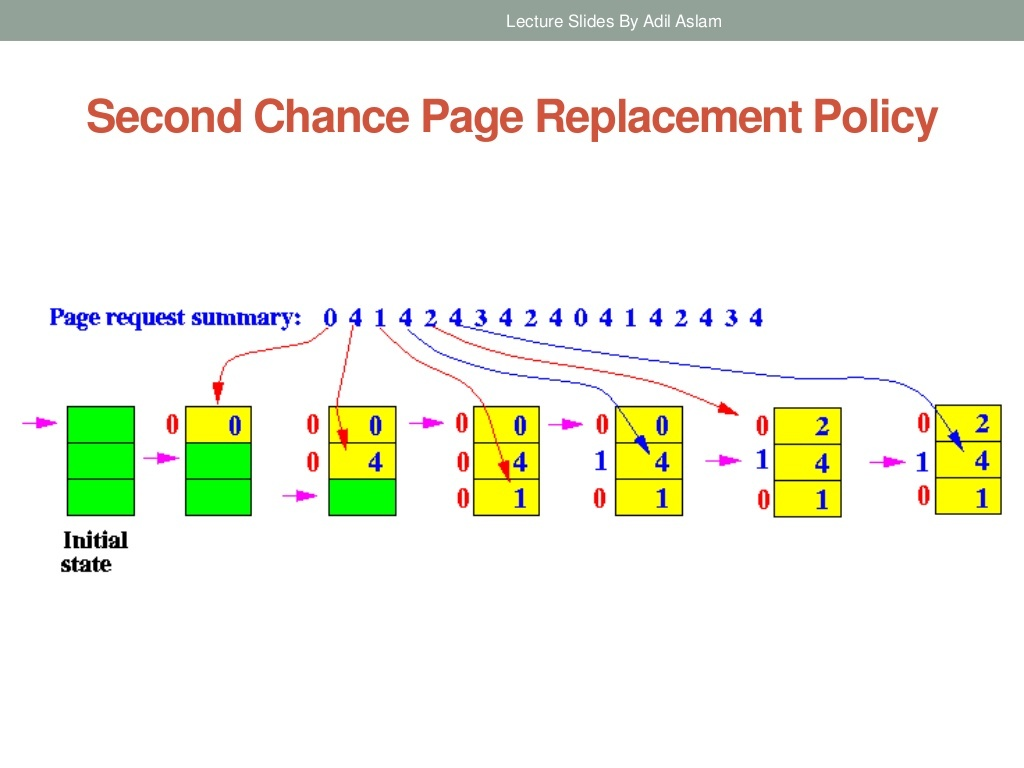 Lecture Slides By Adil Aslam
Second Chance Page Replacement Policy
Page request summary: 0 4 1 4 2 4 3 4 2 4 0 4 1 4 2 4 3 4
0 0 0 0 0 0 0 0 0 2 0 2
0 4 0 4 1 4 1 4 1 4
0 1 0 1 0 1 0 1
Initial
state